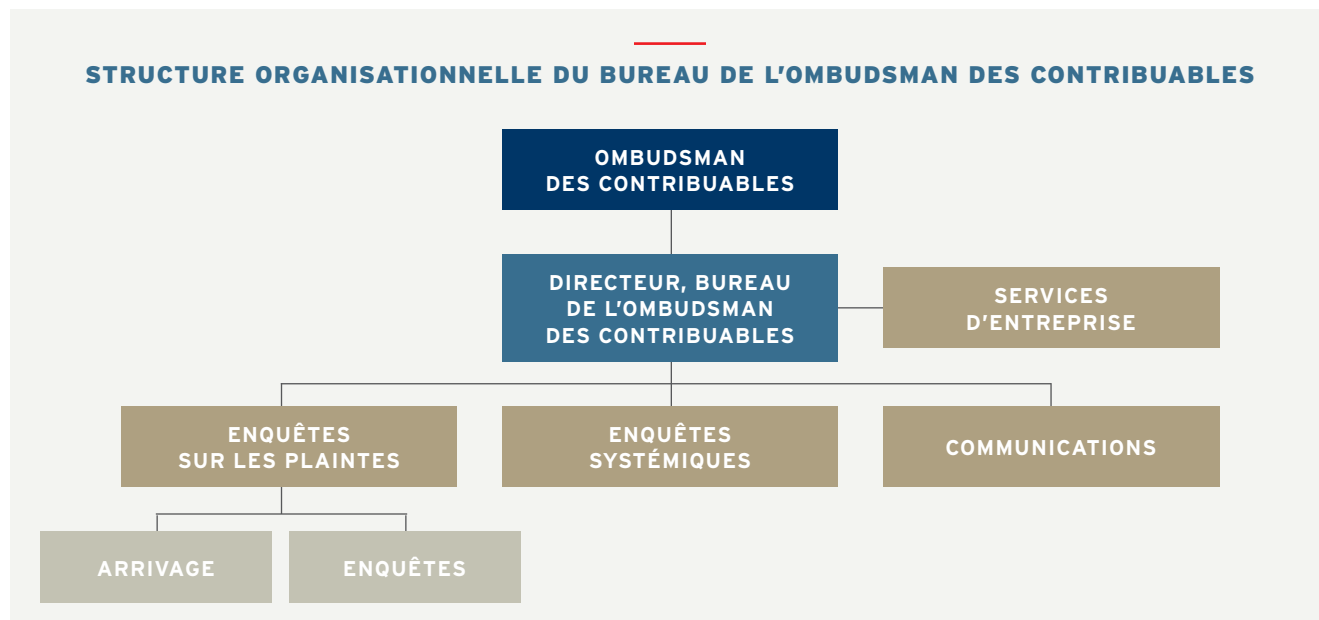 STRUCTURE ORGANISATIONNELLE DU BUREAU DE L'OMBUDSMAN DES CONTRIBUABLES
OMBUDSMAN
DES CONTRIBUABLES
DIRECTEUR, BUREAU
DE L'OMBUDSMAN
DES CONTRIBUABLES
SERVICES
D'ENTREPRISE
ENQUÊTES
SUR LES PLAINTES
ENQUÊTES
SYSTÉMIQUES
COMMUNICATIONS
ARRIVAGE
ENQUÊTES